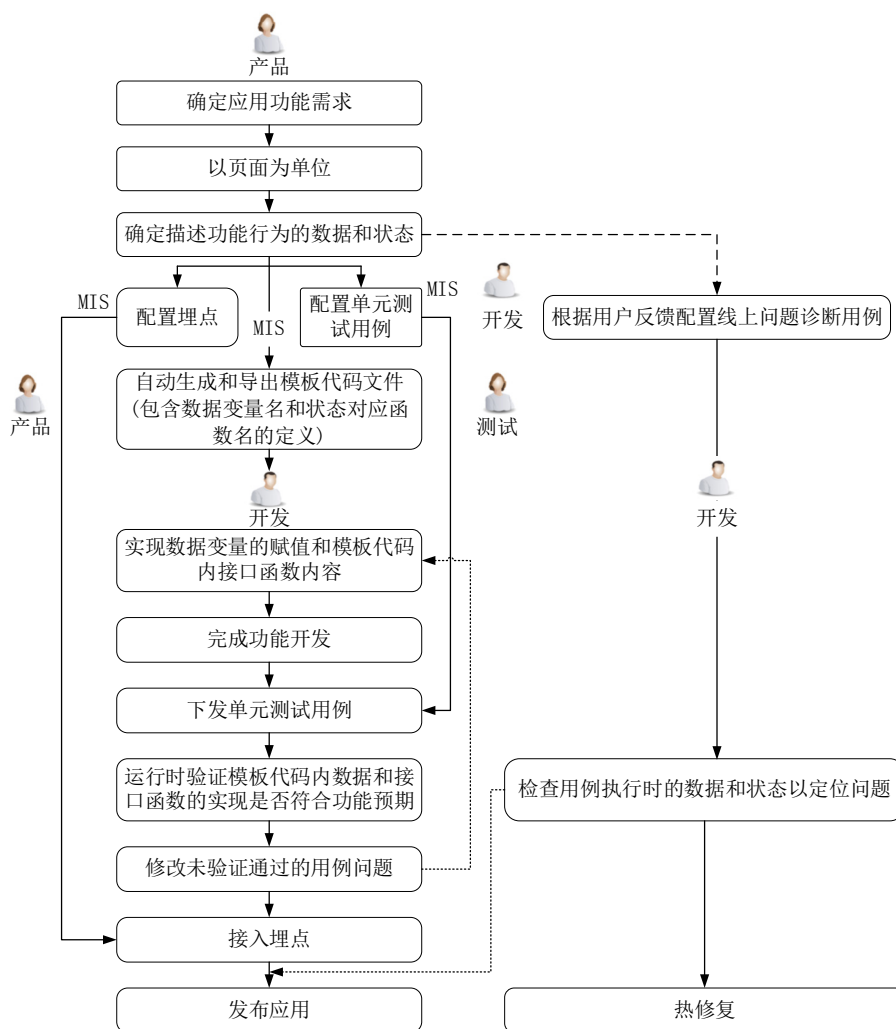 产品
确定应用功能需求
以页面为单位
确定描述功能行为的数据和状态
MIS
配置埋点
MIS
配置单元测
试用例
MIS
开发
根据用户反馈配置线上问题诊断用例
产品
自动生成和导出模板代码文件
(包含数据变量名和状态对应函
数名的定义)
测试
开发
开发
实现数据变量的赋值和模板代码
内接口函数内容
完成功能开发
下发单元测试用例
运行时验证模板代码内数据和接
口函数的实现是否符合功能预期
检查用例执行时的数据和状态以定位问题
修改未验证通过的用例问题
接入埋点
发布应用
热修复